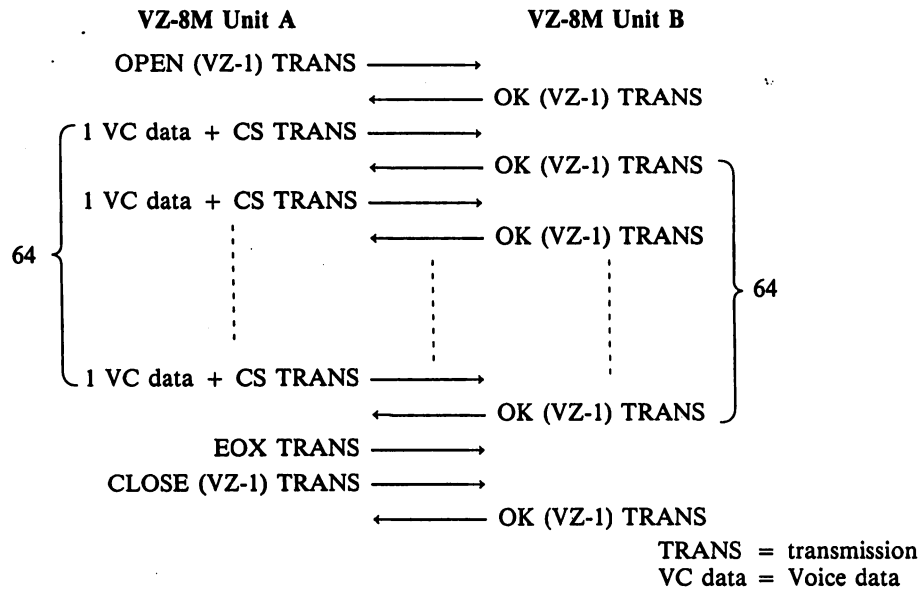 VZ-8M Unit A VZ-8M Unit B
OPEN (VZ-1) TRANS
OK (VZ-1) TRANS
1 VC data + CS TRANS
OK (VZ-1) TRANS
1 VC data + CS TRANS
OK (VZ-1) TRANS
64
64
1 VC data + CS TRANS
OK (VZ-1) TRANS
EOX TRANS
CLOSE (VZ-1) TRANS
OK (VZ-1) TRANS
TRANS = transmission
VC data = Voice data